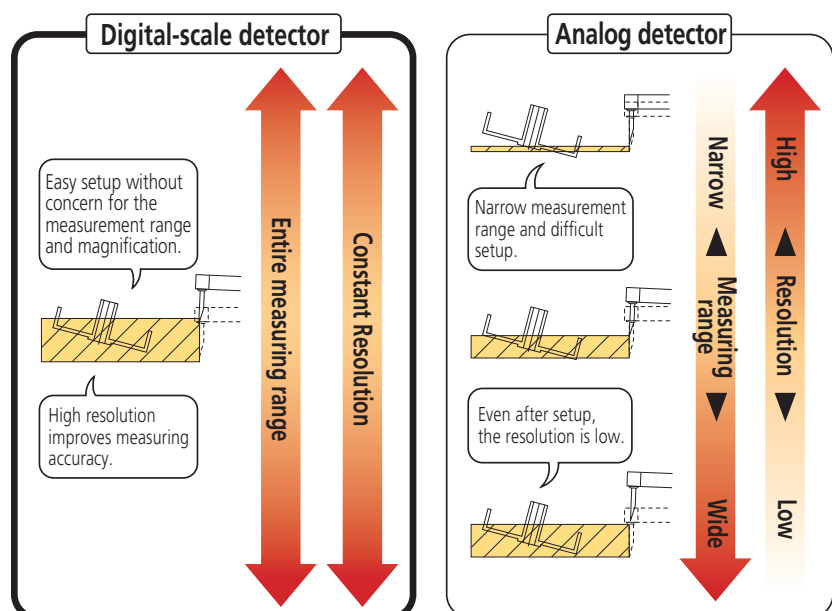 Digital-scale detector
Easy setup without
concern for the
measurement range
and magnification.
High resolution
improves measuring
accuracy.
Entire measuring range
Constant Resolution
Analog detector
Narrow measurement
range and difficult
setup.
Even after setup,
the resolution is low.
Narrow
Measuring
range
Wide
High
Resolution
Low